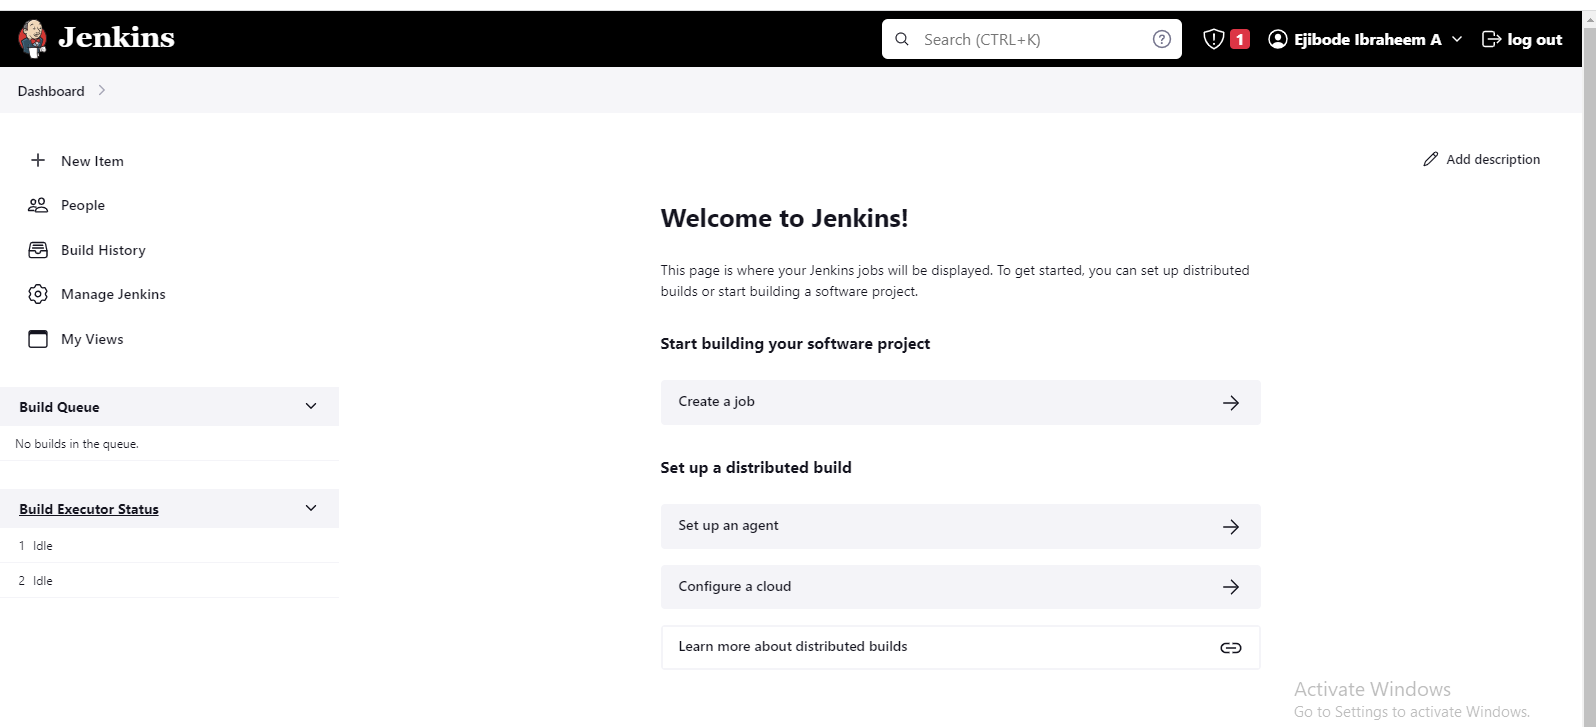 Jenkins
Search (CTRL+K)
1
Ejibode Ibraheem A
log out
Dashboard
New Item
People
Build History
Manage Jenkins
My Views
Build Queue
No builds in the queue.
Build Executor Status
1 Idle
2 Idle
Add description
Welcome to Jenkins!
This page is where your Jenkins jobs will be displayed. To get started, you can set up distributed
builds or start building a software project.
Start building your software project
Create a job
Set up a distributed build
Set up an agent
Configure a cloud
Learn more about distributed builds
Activate Windows
Go to Settings to activate Windows.